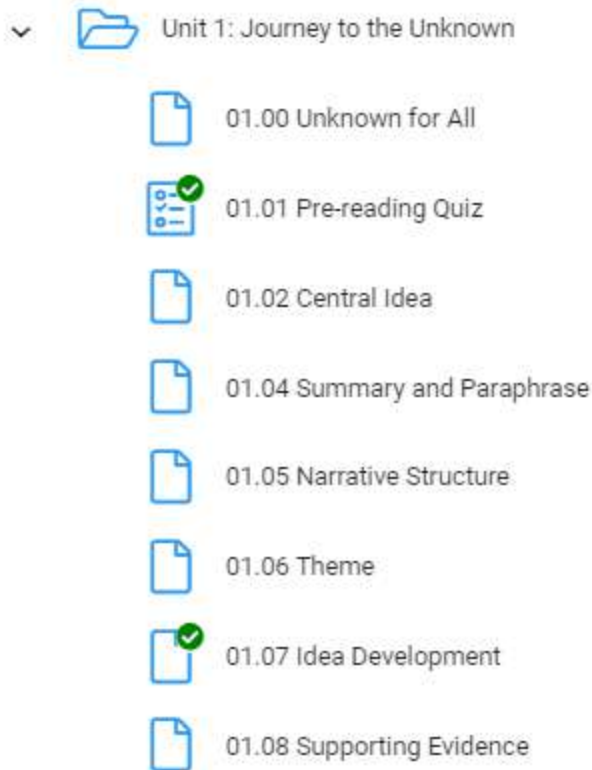 Unit 1: Journey to the Unknown
01.00 Unknown for All
01.01 Pre-reading Quiz
01.02 Central Idea
01.04 Summary and Paraphrase
01.05 Narrative Structure
01.06 Theme
01.07 Idea Development
01.08 Supporting Evidence